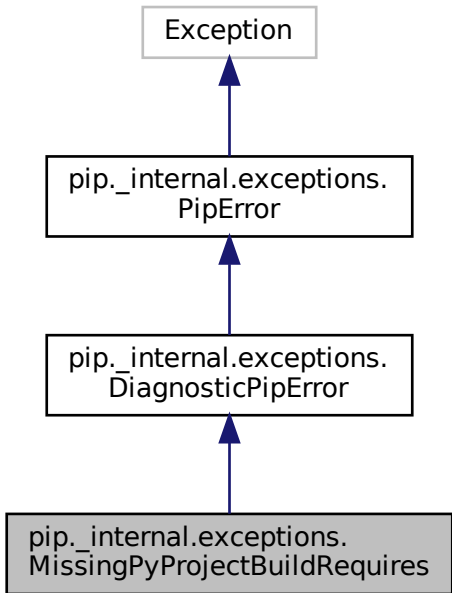 Exception
pip._internal.exceptions.
PipError
pip._internal.exceptions.
DiagnosticPipError
pip._internal.exceptions.
MissingPyProjectBuildRequires